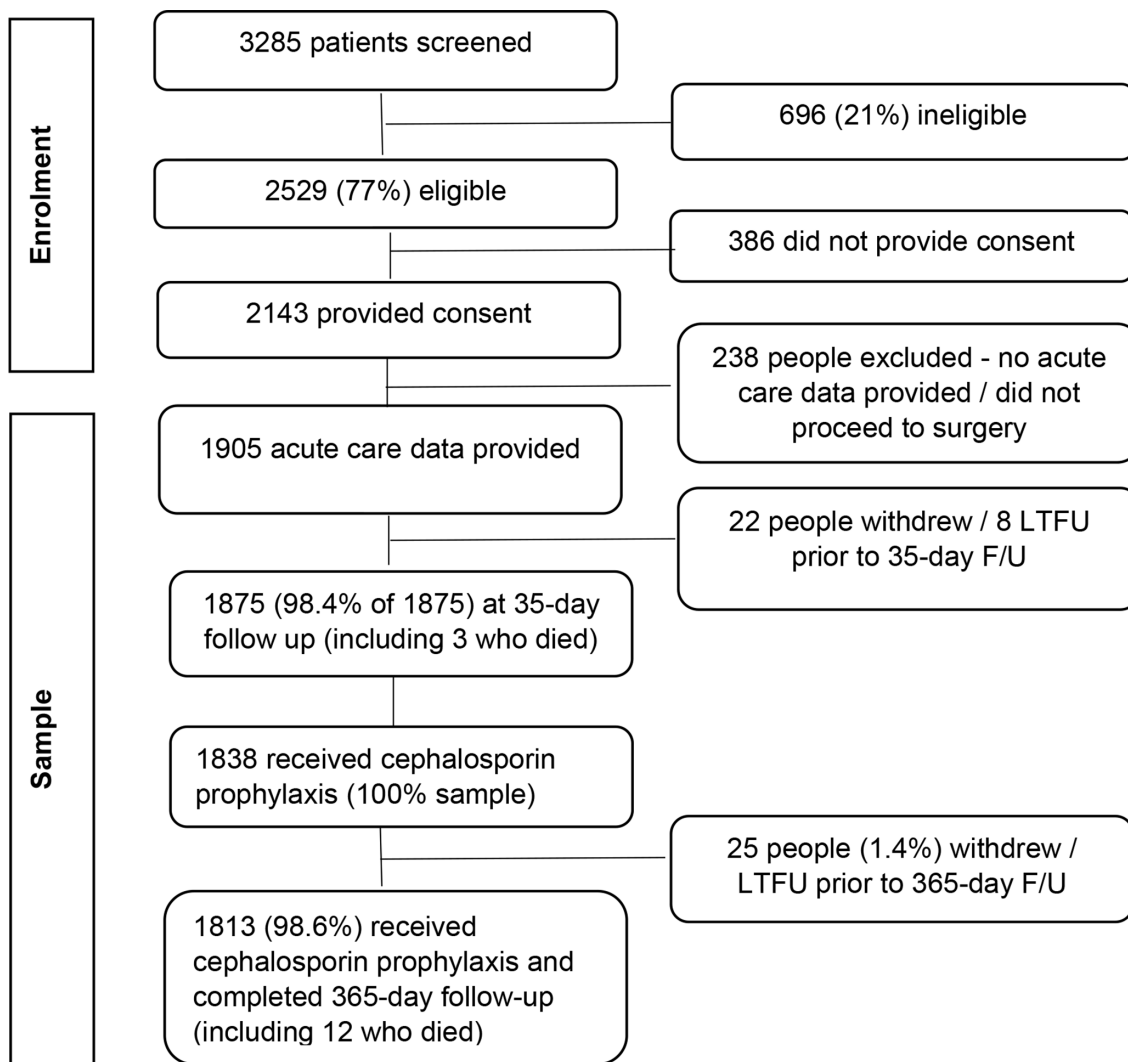 Enrolment
3285 patients screened
696 (21%) ineligible
2529 (77%) eligible
386 did not provide consent
2143 provided consent
238 people excluded - no acute
care data provided / did not
proceed to surgery
Sample
1905 acute care data provided
22 people withdrew / 8 LTFU
prior to 35-day F/U
1875 (98.4% of 1875) at 35-day
follow up (including 3 who died)
1838 received cephalosporin
prophylaxis (100% sample)
25 people (1.4%) withdrew /
LTFU prior to 365-day F/U
1813 (98.6%) received
cephalosporin prophylaxis and
completed 365-day follow-up
(including 12 who died)